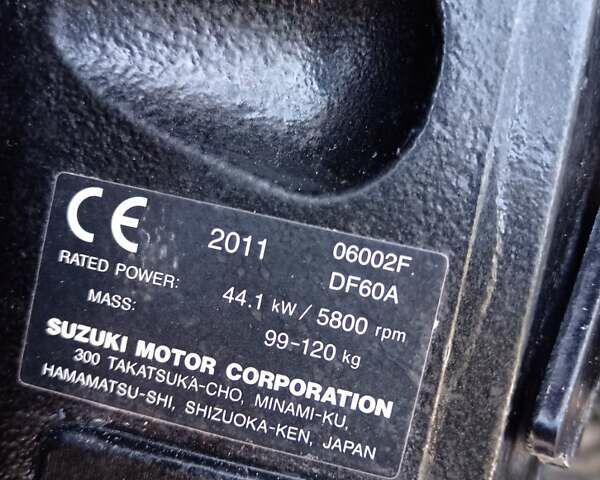 CE 2011 06002F
DF60A
RATED POWER: 44.1 kW / 5800 rpm
MASS: 99-120 kg
SUZUKI MOTOR CORPORATION
300 TAKATSUKA-CHO, MINAMI-KU,
HAMAMATSU-SHI, SHIZUOKA-KEN, JAPAN